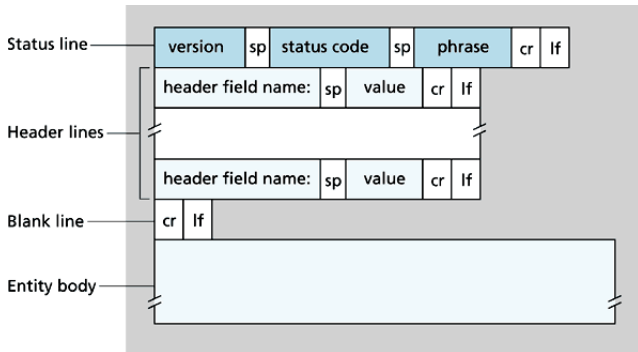 Status line version sp status code sp phrase cr lf
header field name: sp value cr lf
Header lines
header field name: sp value cr lf
Blank line cr lf
Entity body